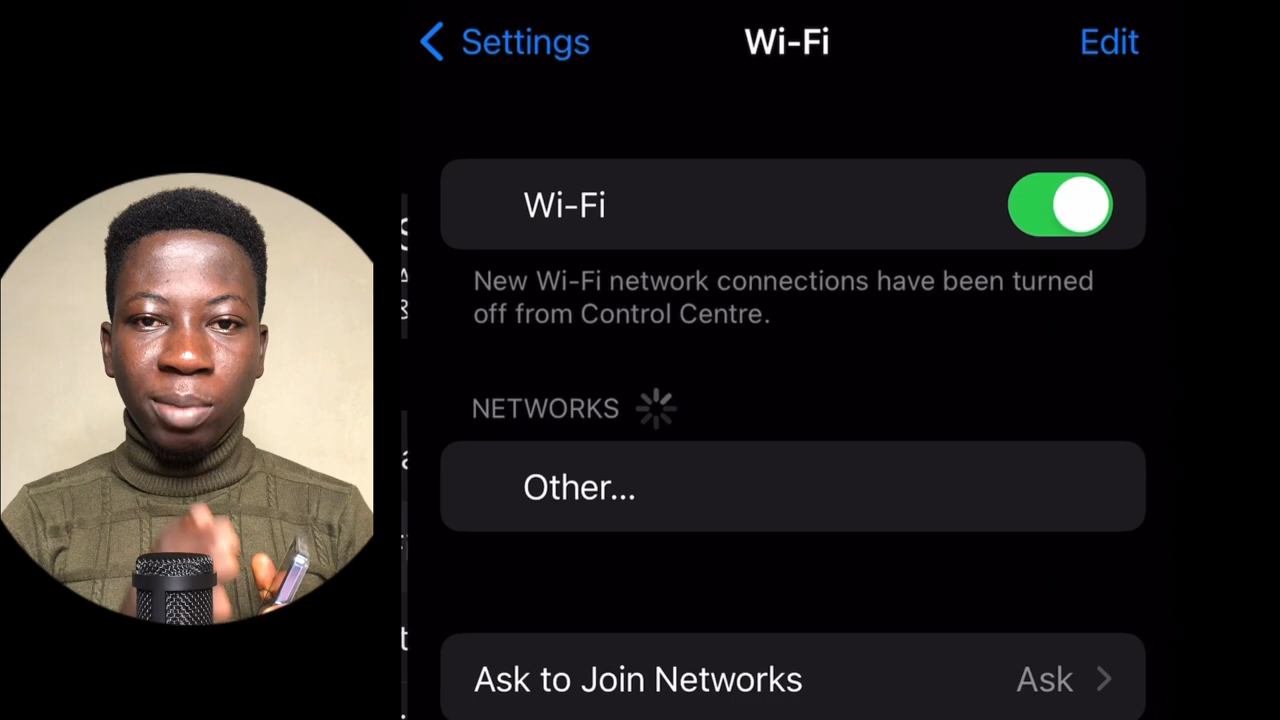 Settings
Wi-Fi
Edit
Wi-Fi
New Wi-Fi network connections have been turned
off from Control Centre.
NETWORKS
Other...
Ask to Join Networks
Ask